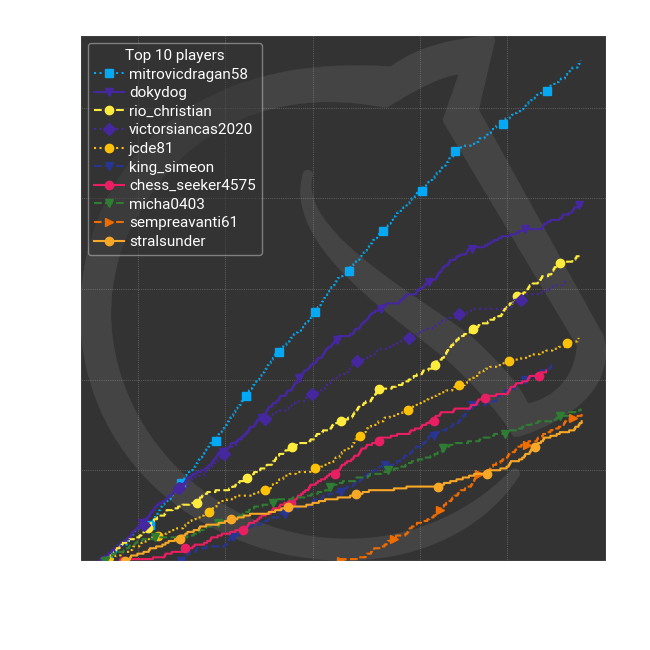 Top 10 players
mitrovicdragan58
dokydog
rio_christian
victorsiancas2020
jcde81
king_simeon
chess_seeker4575
micha0403
sempreavanti61
stralsunder